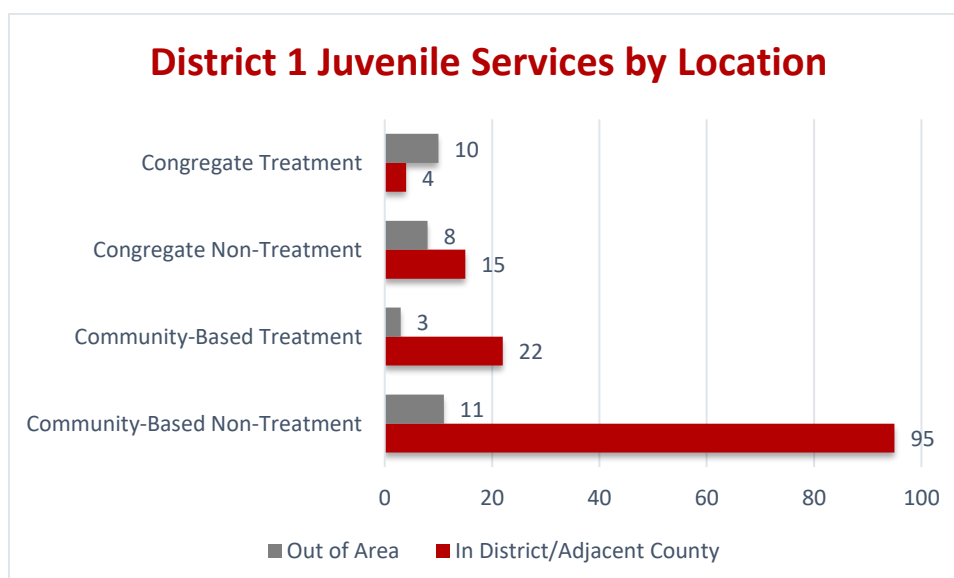 District 1 Juvenile Services by Location
Congregate Treatment
10
4
Congregate Non-Treatment
8
15
Community-Based Treatment
3
22
Community-Based Non-Treatment
11
95
0 20 40 60 80 100
Out of Area In District/Adjacent County